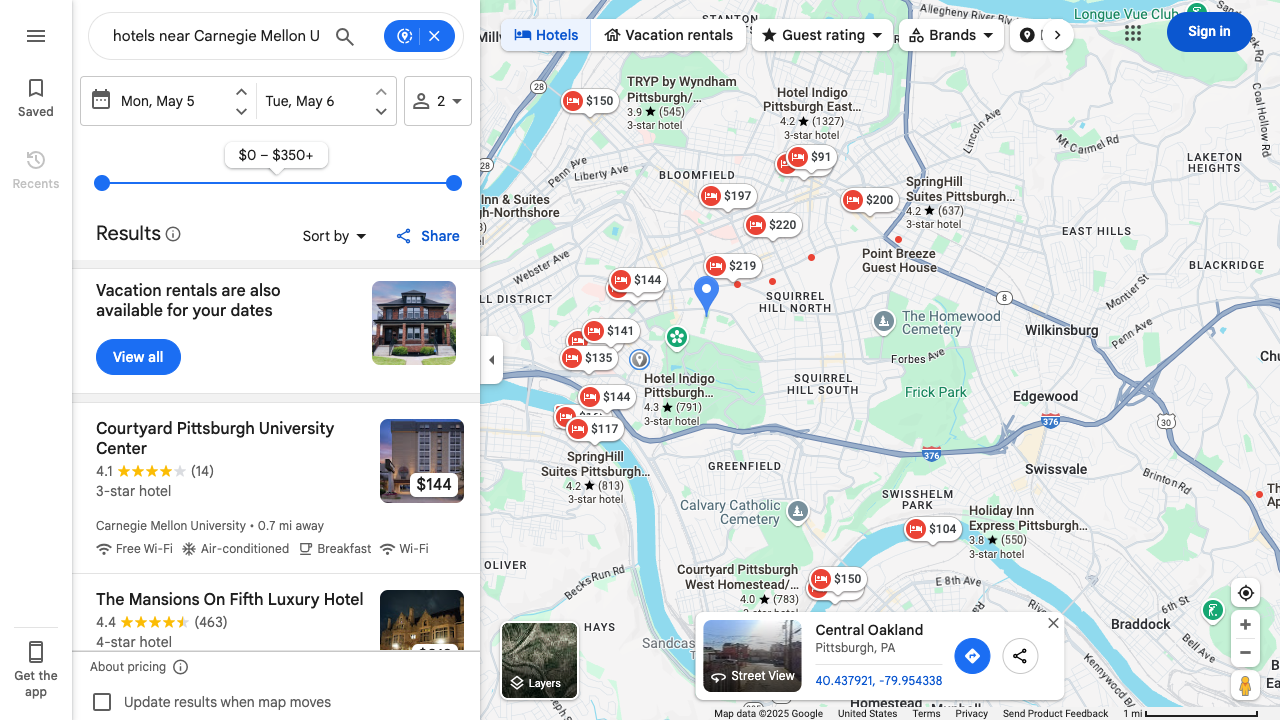 hotels near Carnegie Mellon U
Saved
Recents
Get the
app
Mon, May 5
Tue, May 6
2
$0 – $350+
Results
Sort by
Share
Vacation rentals are also
available for your dates
View all
Courtyard Pittsburgh University
Center
4.1
(14)
3-star hotel
$144
Carnegie Mellon University • 0.7 mi away
Free Wi-Fi
Air-conditioned
Breakfast
Wi-Fi
The Mansions On Fifth Luxury Hotel
4.4
(463)
4-star hotel
About pricing
Update results when map moves
Hotels
Vacation rentals
Guest rating
Brands
Sign in
STANTON
Allegheny River Blvd
Longue Vue Club
28
$150
TRYP by Wyndham
Pittsburgh/…
3.9 ★ (545)
3-star hotel
Hotel Indigo
Pittsburgh East…
4.2 ★ (1327)
3-star hotel
$91
Lincoln Ave
Mt Carmel Rd
Coal Hollow Rd
LAKETON
HEIGHTS
28
Penn Ave
Liberty Ave
BLOOMFIELD
$197
$200
SpringHill
Suites Pittsburgh…
4.2 ★ (637)
3-star hotel
Inn & Suites
gh-Northshore
$220
EAST HILLS
Point Breeze
Guest House
BLACKRIDGE
Webster Ave
$219
$144
LL DISTRICT
SQUIRREL
HILL NORTH
8
Montier St
The Homewood
Cemetery
Wilkinsburg
Penn Ave
$141
$135
Forbes Ave
Hotel Indigo
Pittsburgh…
4.3 ★ (791)
3-star hotel
SQUIRREL
HILL SOUTH
Frick Park
Edgewood
$144
$117
376
30
376
SpringHill
Suites Pittsburgh…
4.2 ★ (813)
3-star hotel
GREENFIELD
Swissvale
Brinton Rd
Calvary Catholic
Cemetery
SWISSHELM
PARK
Holiday Inn
Express Pittsburgh…
3.8 ★ (550)
3-star hotel
$104
OLIVER
Becks Run Rd
Courtyard Pittsburgh
West Homestead/…
4.0 ★ (783)
3-star hotel
$150
E 8th Ave
6th St
Braddock
Bell Ave
HAYS
Sandcas
Kennywood Blvd
Layers
Street View
Central Oakland
Pittsburgh, PA
40.437921, -79.954338
Homestead
Map data ©2025 Google
United States
Terms
Privacy
Send Product Feedback
1 mi